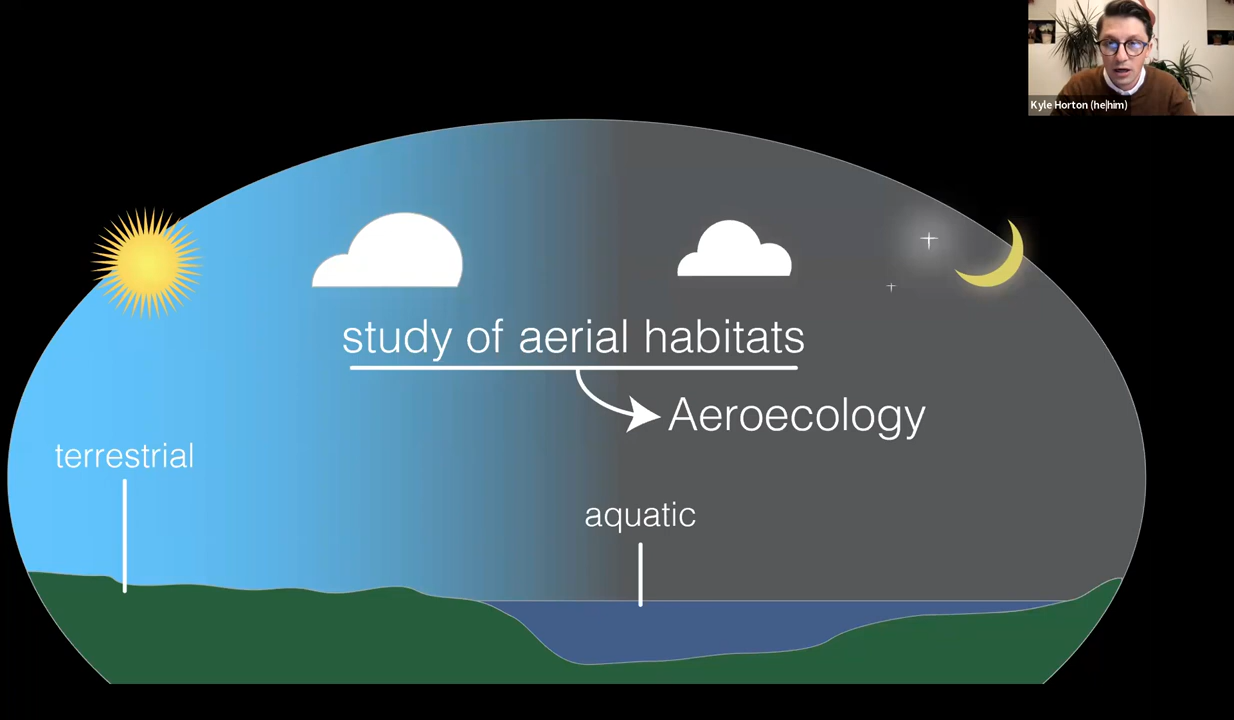 Kyle Horton (he|him)
study of aerial habitats
Aeroecology
terrestrial
aquatic